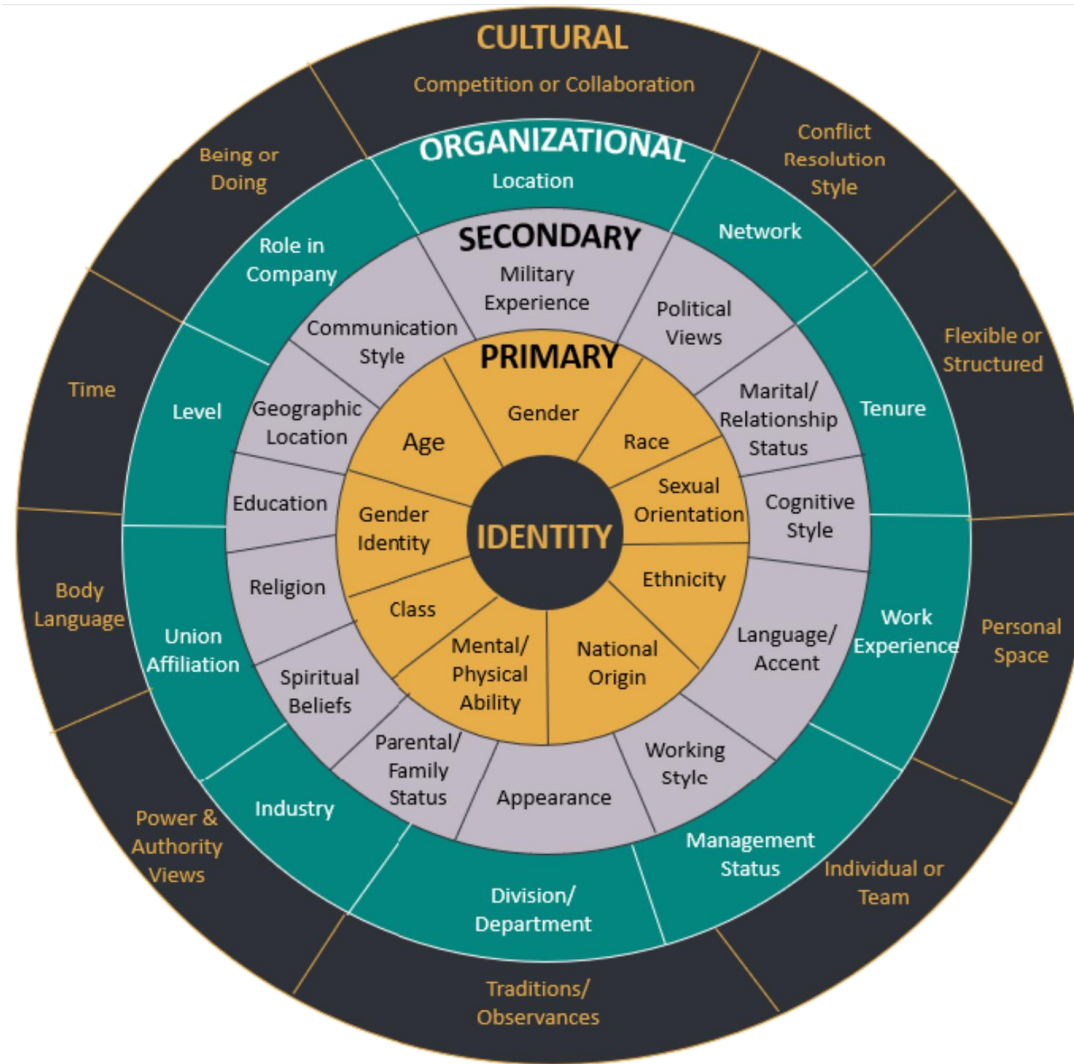 CULTURAL
Competition or Collaboration
Conflict
Resolution
Style
Flexible or
Structured
Personal
Space
Individual or
Team
Traditions/
Observances
Power &
Authority
Views
Body
Language
Time
Being or
Doing
ORGANIZATIONAL
Location
Network
Tenure
Work
Experience
Management
Status
Division/
Department
Industry
Union
Affiliation
Level
Role in
Company
SECONDARY
Military
Experience
Political
Views
Marital/
Relationship
Status
Cognitive
Style
Language/
Accent
Working
Style
Appearance
Parental/
Family
Status
Spiritual
Beliefs
Religion
Education
Geographic
Location
Communication
Style
PRIMARY
Gender
Race
Sexual
Orientation
Ethnicity
National
Origin
Mental/
Physical
Ability
Class
Gender
Identity
Age
IDENTITY